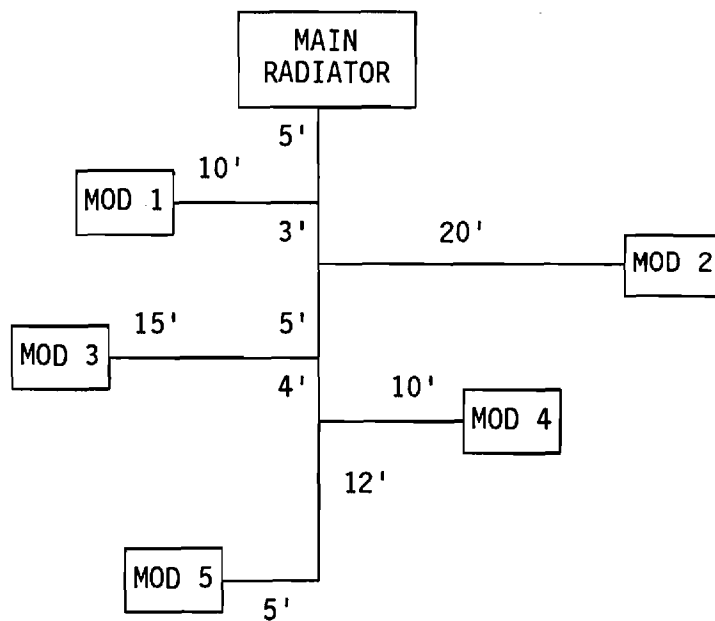 MAIN
RADIATOR
5'
10'
MOD 1
3'
20'
MOD 2
15'
5'
MOD 3
4'
10'
MOD 4
12'
MOD 5
5'